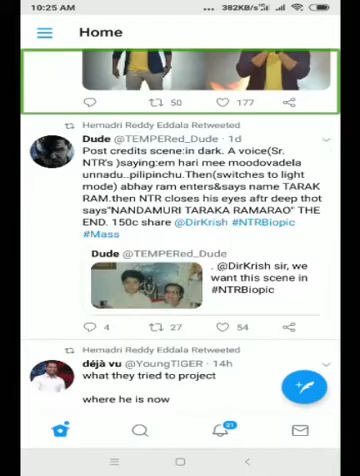 10:25 AM
... 382KB/s
Home
50
177
Hemadri Reddy Eddala Retweeted
Dude @TEMPERed_Dude · 1d
Post credits scene:in dark. A voice(Sr.
NTR's )saying:em hari mee moodovadela
unnadu..pilipinchu.Then(switches to light
mode) abhay ram enters&says name TARAK
RAM.then NTR closes his eyes aftr deep thot
says"NANDAMURI TARAKA RAMARAO" THE
END. 150c share @DirKrish #NTRBiopic
#Mass
Dude @TEMPERed_Dude
. @DirKrish sir, we
want this scene in
#NTRBiopic
4
27
54
Hemadri Reddy Eddala Retweeted
déjà vu @YoungTIGER · 14h
what they tried to project
where he is now
21